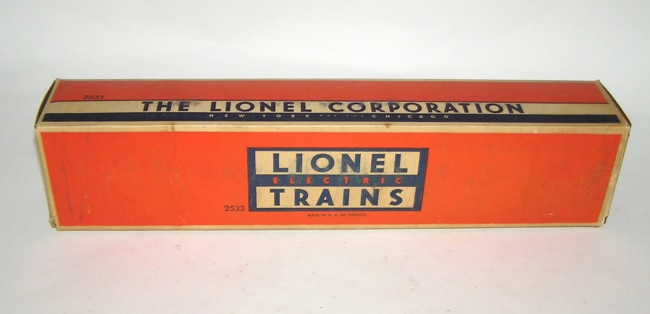 2533
THE LIONEL CORPORATION
NEW YORK CHICAGO
LIONEL
ELECTRIC
TRAINS
2533
MADE IN U. S. OF AMERICA